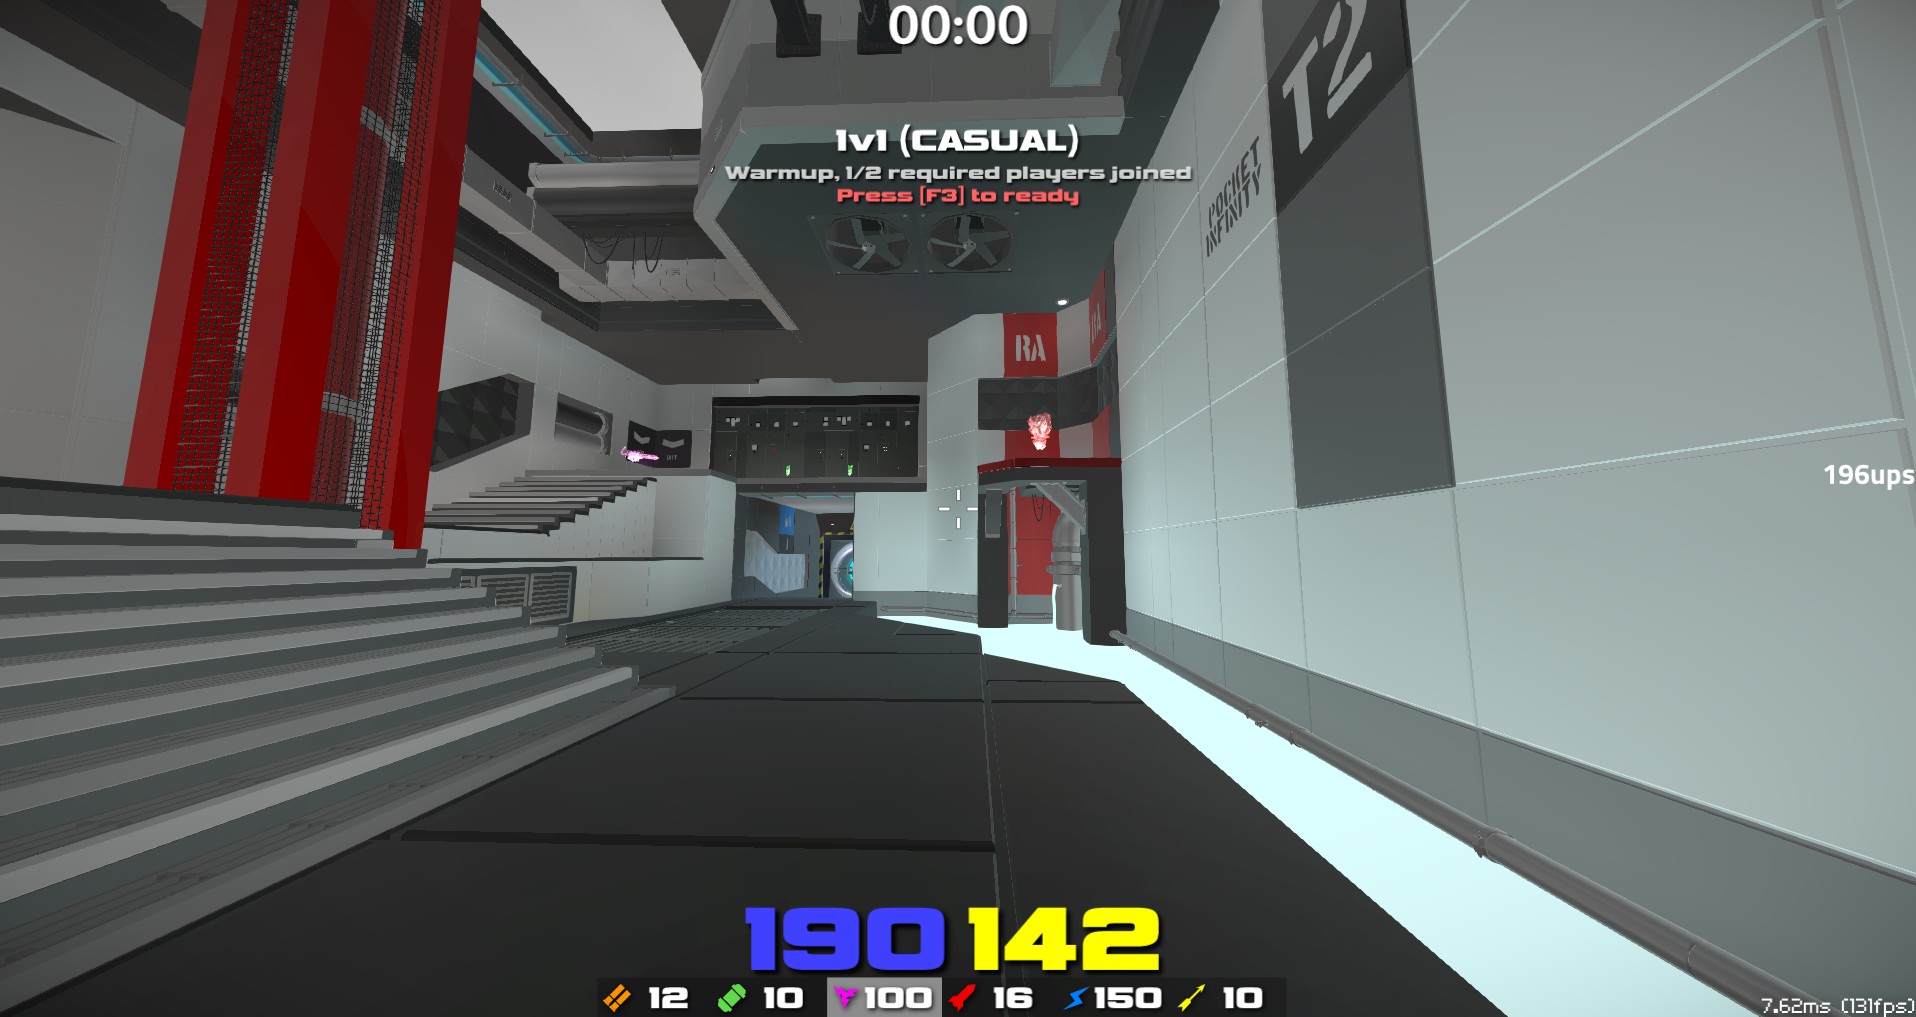 00:00
1v1 (CASUAL)
Warmup, 1/2 required players joined
Press [F3] to ready
T2
POCKET
INFINITY
RA
RA
196ups
190 142
12 10 100 16 150 10
7.62ms (131fps)